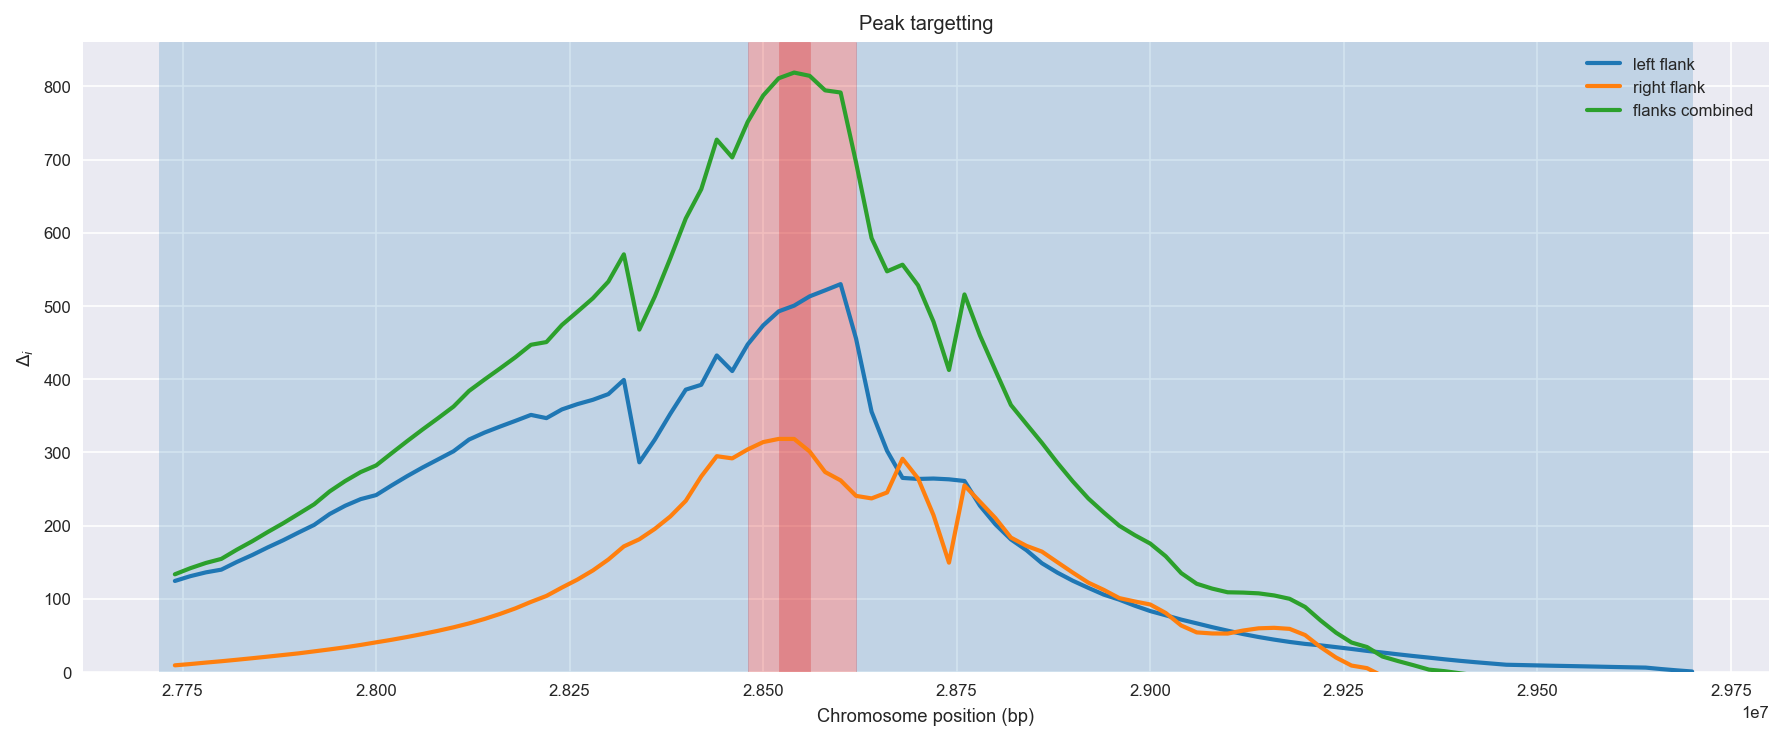 Peak targetting
left flank
right flank
flanks combined
800
700
600
500
400
300
200
100
0
Δi
2.775 2.800 2.825 2.850 2.875 2.900 2.925 2.950 2.975
1e7
Chromosome position (bp)